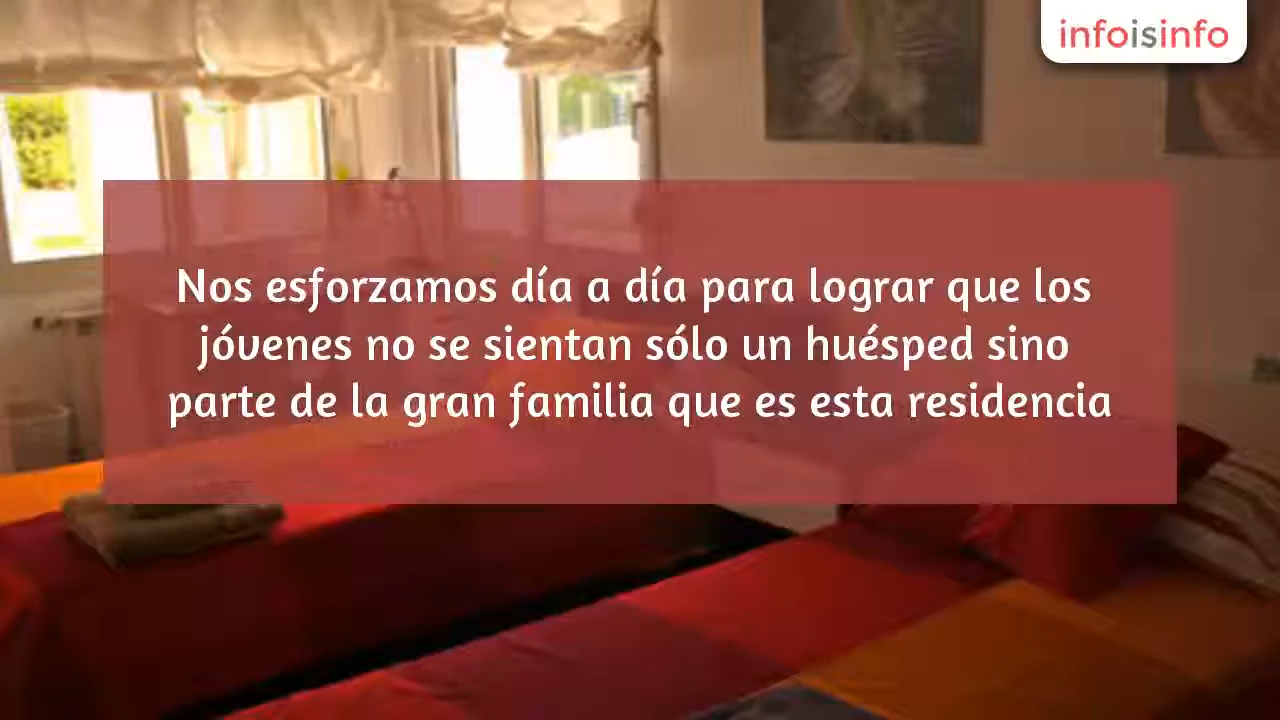 infoisinfo
Nos esforzamos día a día para lograr que los
jóvenes no se sientan sólo un huésped sino
parte de la gran familia que es esta residencia